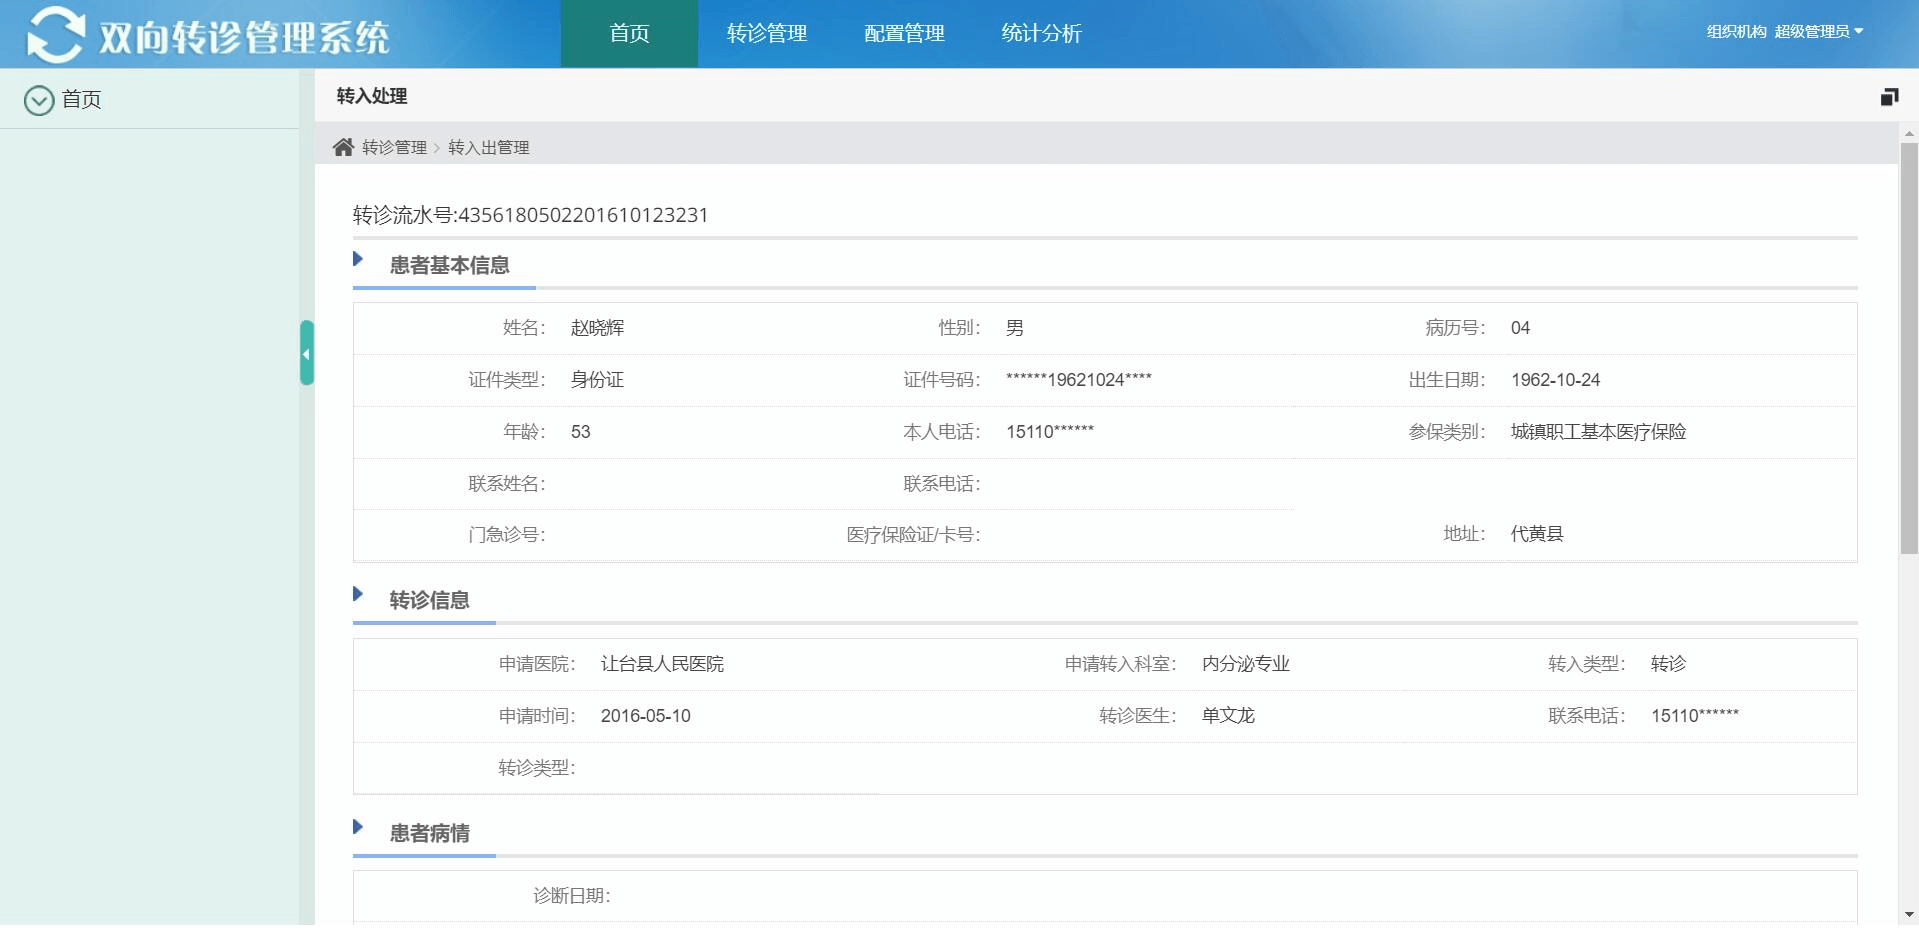 双向转诊管理系统 首页 转诊管理 配置管理 统计分析 组织机构 超级管理员
首页
转入处理
转诊管理 > 转入出管理
转诊流水号:4356180502201610123231
患者基本信息
姓名: 赵晓辉 性别: 男 病历号: 04
证件类型: 身份证 证件号码: ******19621024**** 出生日期: 1962-10-24
年龄: 53 本人电话: 15110****** 参保类别: 城镇职工基本医疗保险
联系姓名: 联系电话:
门急诊号: 医疗保险证/卡号: 地址: 代黄县
转诊信息
申请医院: 让台县人民医院 申请转入科室: 内分泌专业 转入类型: 转诊
申请时间: 2016-05-10 转诊医生: 单文龙 联系电话: 15110******
转诊类型:
患者病情
诊断日期: